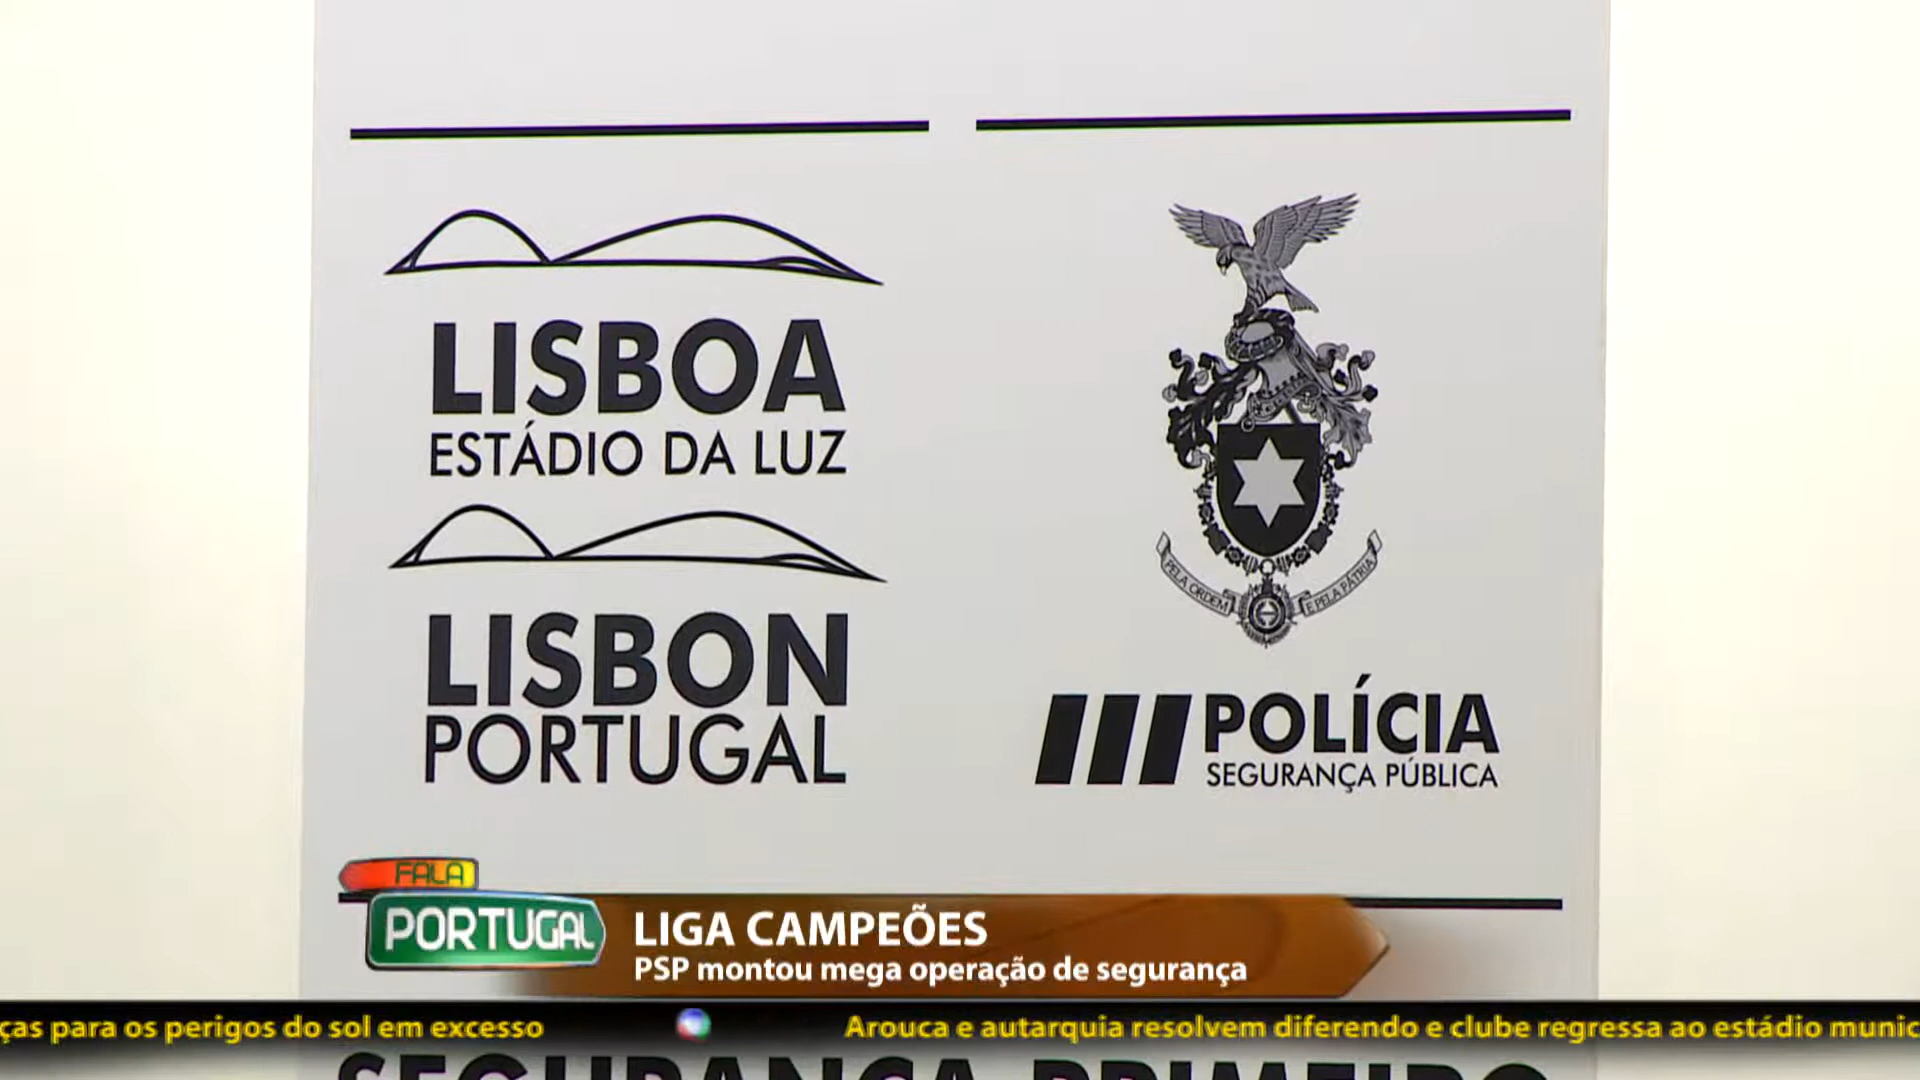 LISBOA
ESTÁDIO DA LUZ
LISBON
PORTUGAL
PELA ORDEM E PELA PÁTRIA
POLÍCIA
SEGURANÇA PÚBLICA
FALA
PORTUGAL
LIGA CAMPEÕES
PSP montou mega operação de segurança
ças para os perigos do sol em excesso
Arouca e autarquia resolvem diferendo e clube regressa ao estádio munic
SEGURANÇA PRIMEIRO